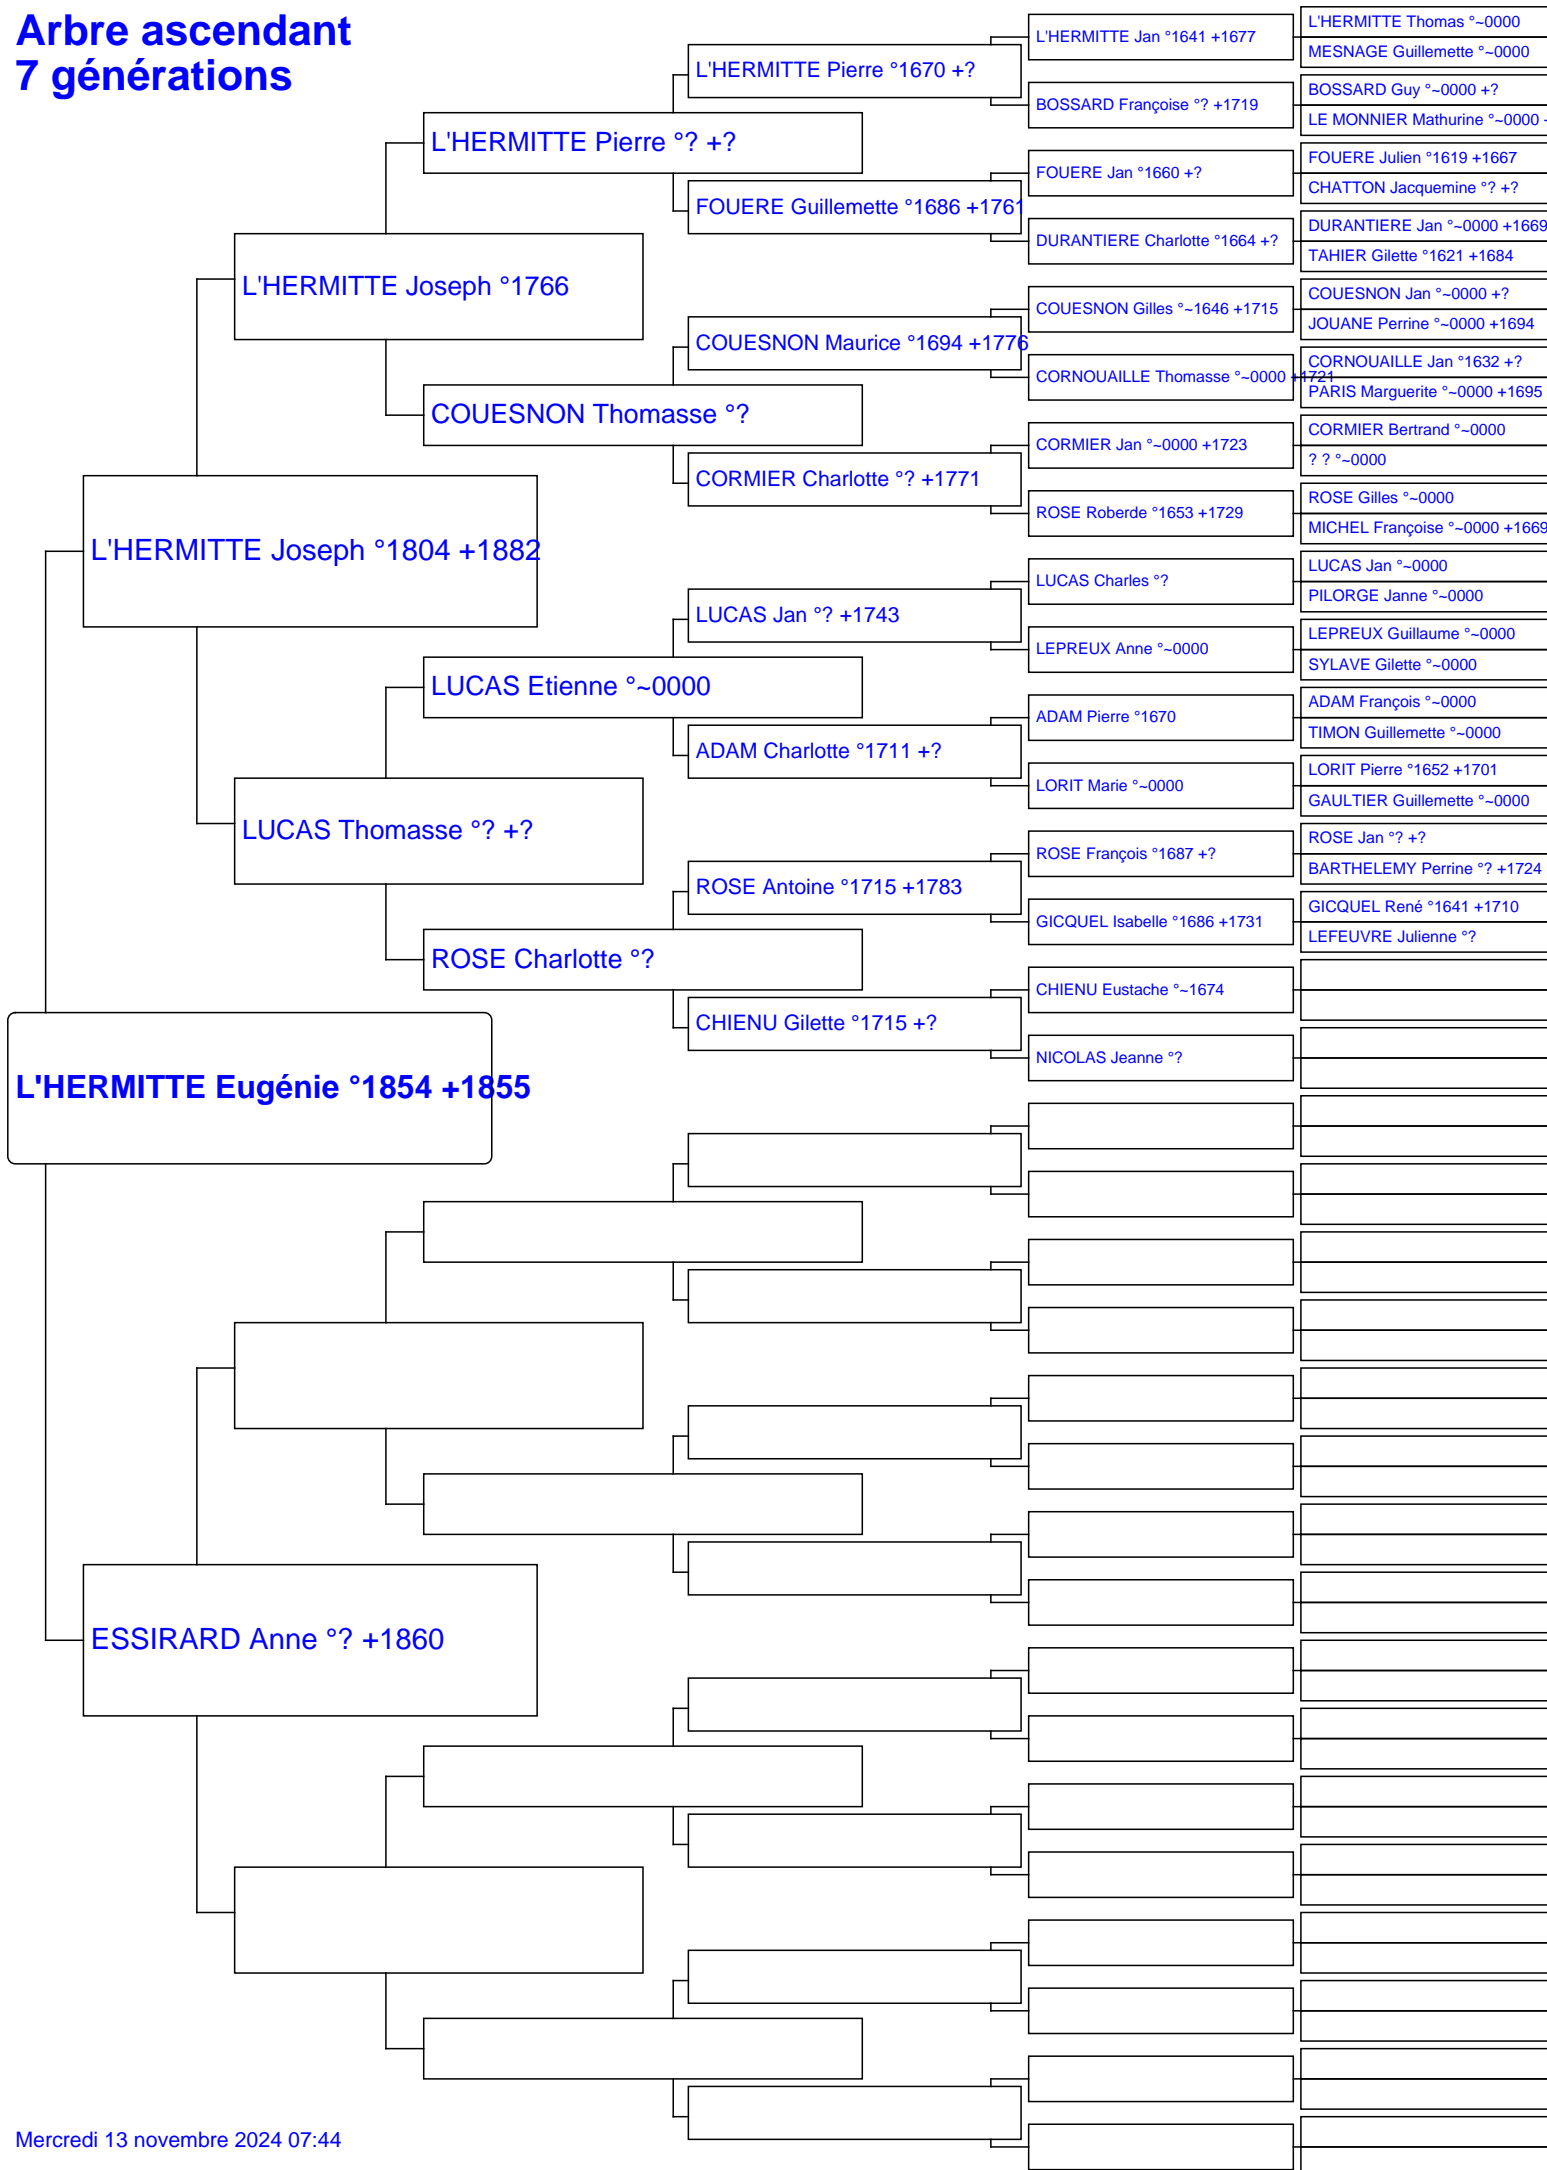 Arbre ascendant
7 générations
L'HERMITTE Eugénie °1854 +1855
L'HERMITTE Joseph °1804 +1882
ESSIRARD Anne °? +1860
L'HERMITTE Joseph °1766
LUCAS Thomasse °? +?
L'HERMITTE Pierre °? +?
COUESNON Thomasse °?
LUCAS Etienne °~0000
ROSE Charlotte °?
L'HERMITTE Pierre °1670 +?
FOUERE Guillemette °1686 +1761
COUESNON Maurice °1694 +1776
CORMIER Charlotte °? +1771
LUCAS Jan °? +1743
ADAM Charlotte °1711 +?
ROSE Antoine °1715 +1783
CHIENU Gilette °1715 +?
L'HERMITTE Jan °1641 +1677
BOSSARD Françoise °? +1719
FOUERE Jan °1660 +?
DURANTIERE Charlotte °1664 +?
COUESNON Gilles °~1646 +1715
CORNOUAILLE Thomasse °~0000 +1721
CORMIER Jan °~0000 +1723
ROSE Roberde °1653 +1729
LUCAS Charles °?
LEPREUX Anne °~0000
ADAM Pierre °1670
LORIT Marie °~0000
ROSE François °1687 +?
GICQUEL Isabelle °1686 +1731
CHIENU Eustache °~1674
NICOLAS Jeanne °?
L'HERMITTE Thomas °~0000
MESNAGE Guillemette °~0000
BOSSARD Guy °~0000 +?
LE MONNIER Mathurine °~0000
FOUERE Julien °1619 +1667
CHATTON Jacquemine °? +?
DURANTIERE Jan °~0000 +1669
TAHIER Gilette °1621 +1684
COUESNON Jan °~0000 +?
JOUANE Perrine °~0000 +1694
CORNOUAILLE Jan °1632 +?
PARIS Marguerite °~0000 +1695
CORMIER Bertrand °~0000
? ? °~0000
ROSE Gilles °~0000
MICHEL Françoise °~0000 +1669
LUCAS Jan °~0000
PILORGE Janne °~0000
LEPREUX Guillaume °~0000
SYLAVE Gilette °~0000
ADAM François °~0000
TIMON Guillemette °~0000
LORIT Pierre °1652 +1701
GAULTIER Guillemette °~0000
ROSE Jan °? +?
BARTHELEMY Perrine °? +1724
GICQUEL René °1641 +1710
LEFEUVRE Julienne °?
Mercredi 13 novembre 2024 07:44